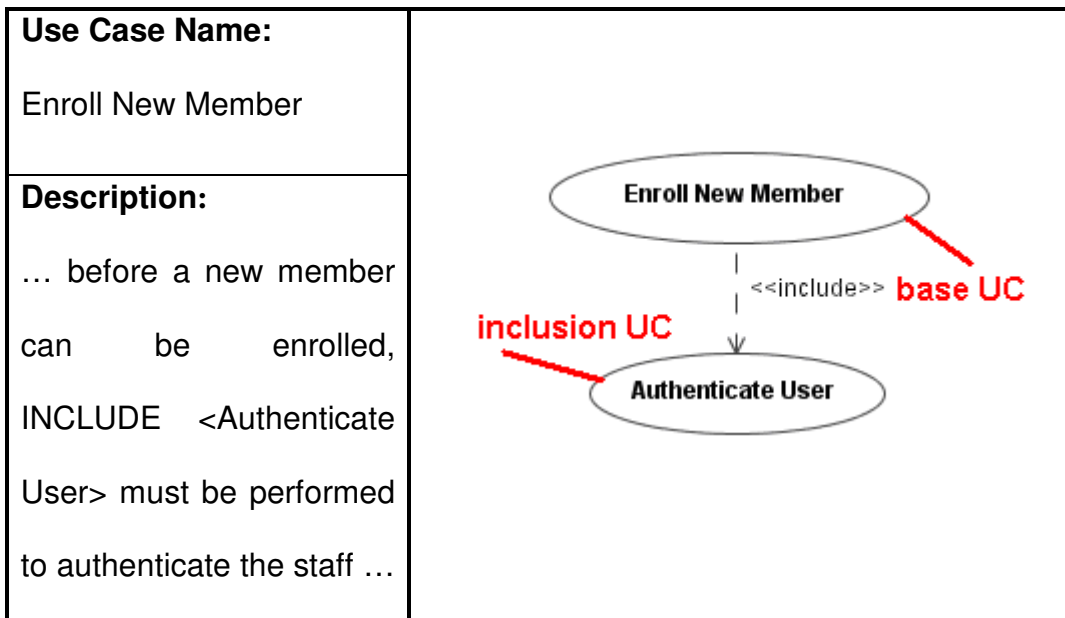 Use Case Name:
Enroll New Member
Description:
… before a new member
can be enrolled,
INCLUDE <Authenticate
User> must be performed
to authenticate the staff …
Enroll New Member
<<include>> base UC
inclusion UC
Authenticate User